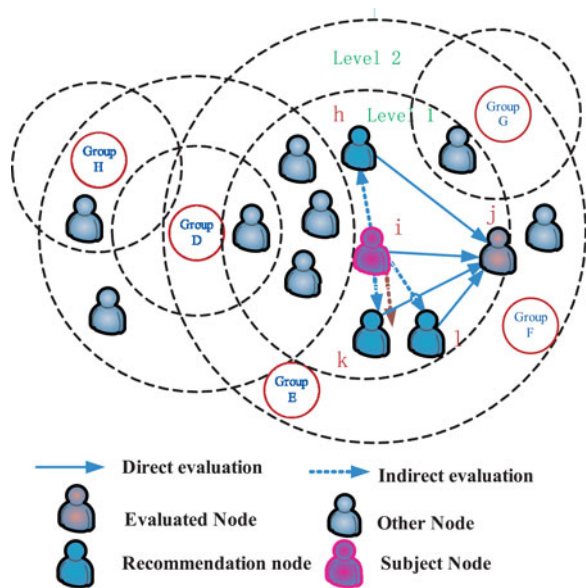 Level 2
Level 1
h
Group
G
Group
H
i
j
Group
D
Group
F
k
l
Group
E
Direct evaluation
Indirect evaluation
Evaluated Node
Other Node
Recommendation node
Subject Node